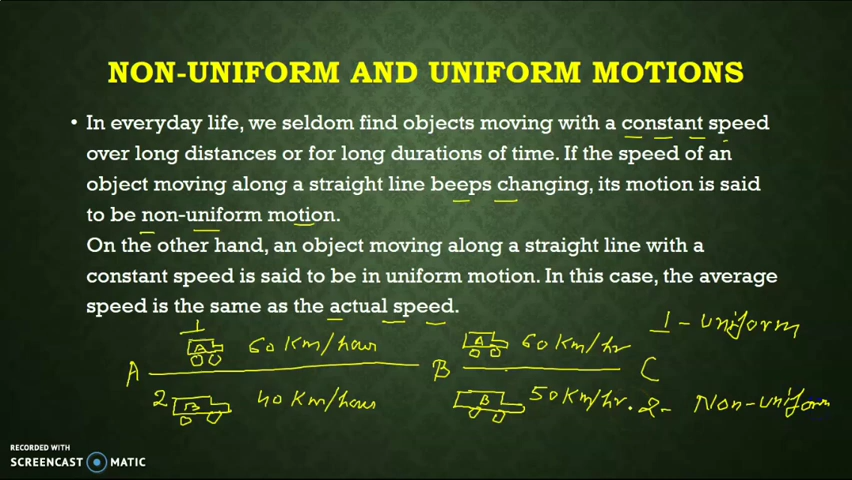 NON-UNIFORM AND UNIFORM MOTIONS
• In everyday life, we seldom find objects moving with a constant speed
over long distances or for long durations of time. If the speed of an
object moving along a straight line beeps changing, its motion is said
to be non-uniform motion.
On the other hand, an object moving along a straight line with a
constant speed is said to be in uniform motion. In this case, the average
speed is the same as the actual speed.
1 - uniform
1
A 60 Km/hour A 60 Km/hr
A B C
2 B 40 Km/hour B 50 Km/hr. 2- Non-uniform
RECORDED WITH
SCREENCAST MATIC